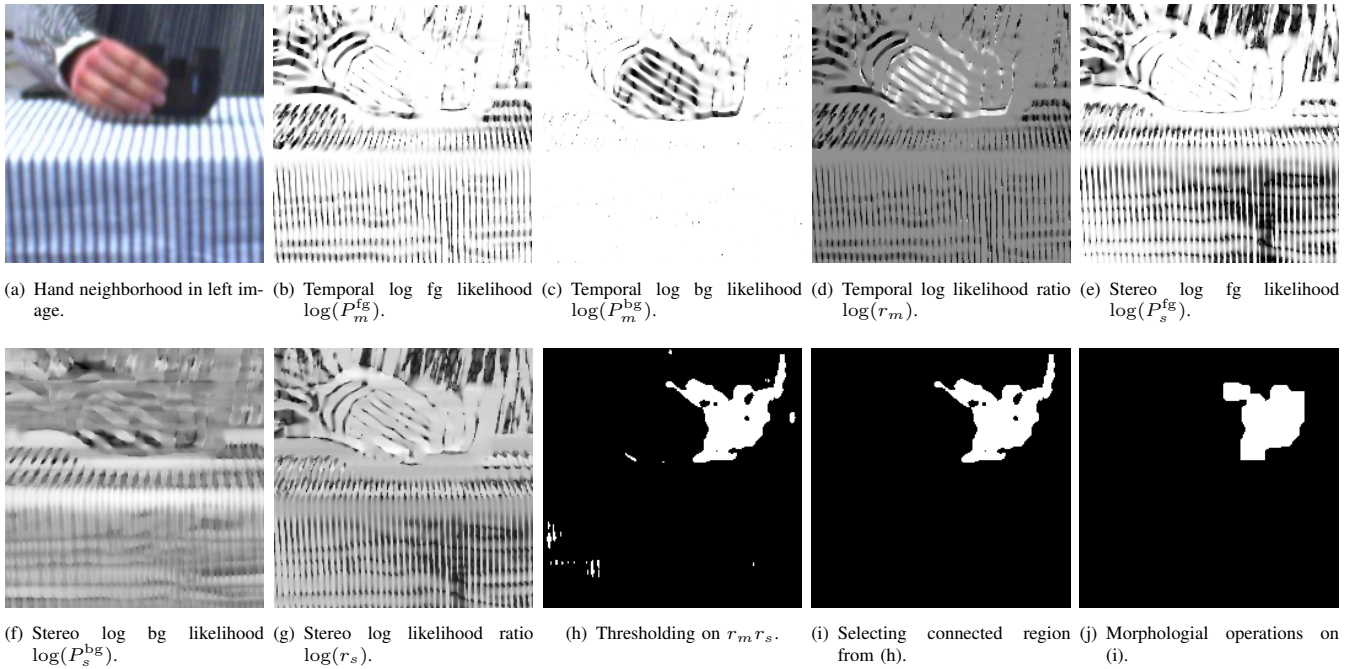 (a) Hand neighborhood in left im-
age.
(b) Temporal log fg likelihood
log(P_m^fg).
(c) Temporal log bg likelihood
log(P_m^bg).
(d) Temporal log likelihood ratio
log(r_m).
(e) Stereo log fg likelihood
log(P_s^fg).
(f) Stereo log bg likelihood
log(P_s^bg).
(g) Stereo log likelihood ratio
log(r_s).
(h) Thresholding on r_m r_s.
(i) Selecting connected region
from (h).
(j) Morphologial operations on
(i).